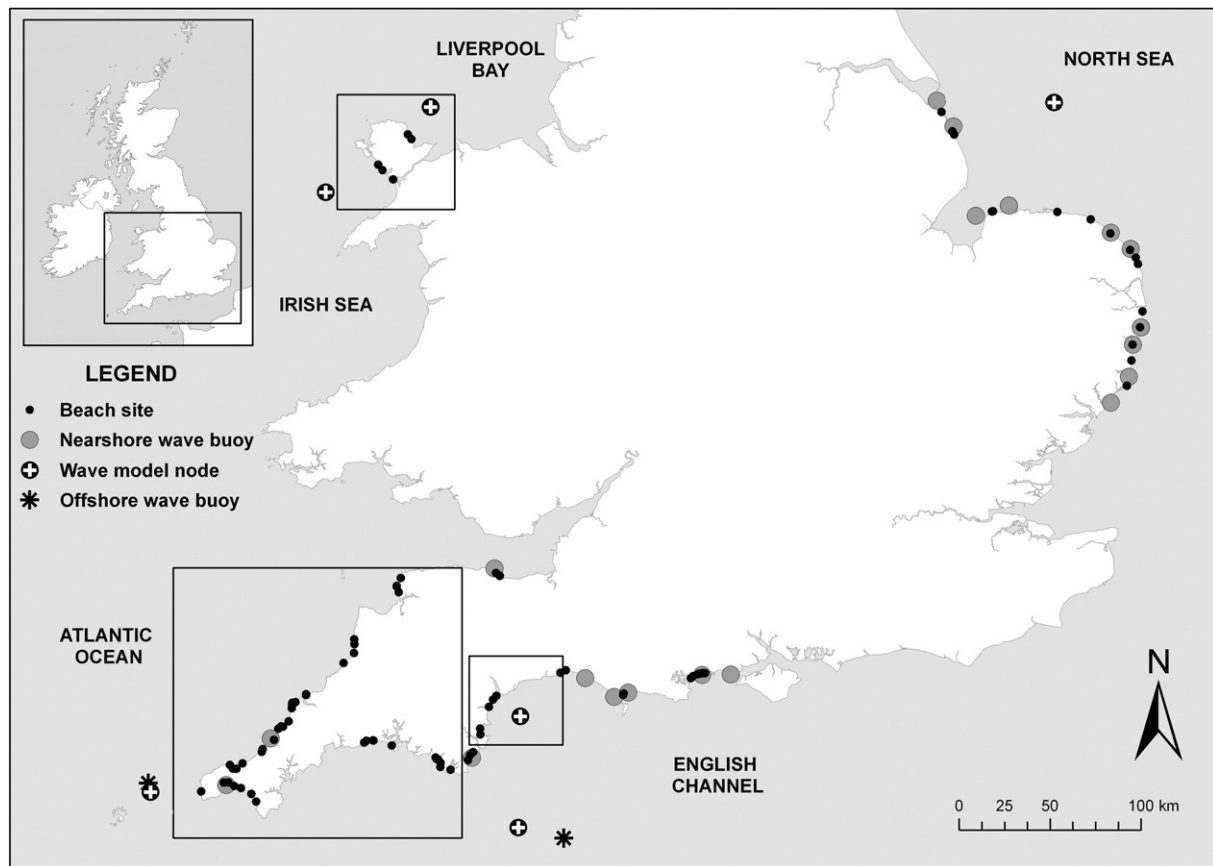 LIVERPOOL
BAY
NORTH SEA
IRISH SEA
LEGEND
Beach site
Nearshore wave buoy
Wave model node
Offshore wave buoy
ATLANTIC
OCEAN
ENGLISH
CHANNEL
N
0 25 50 100 km